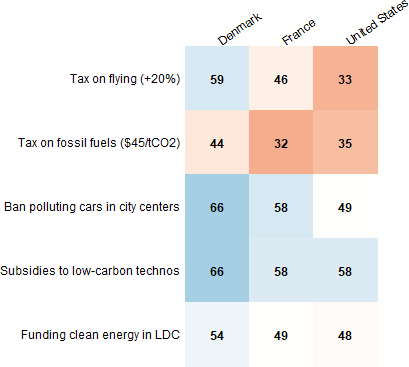 Denmark France United States
Tax on flying (+20%) 59 46 33
Tax on fossil fuels ($45/tCO2) 44 32 35
Ban polluting cars in city centers 66 58 49
Subsidies to low-carbon technos 66 58 58
Funding clean energy in LDC 54 49 48